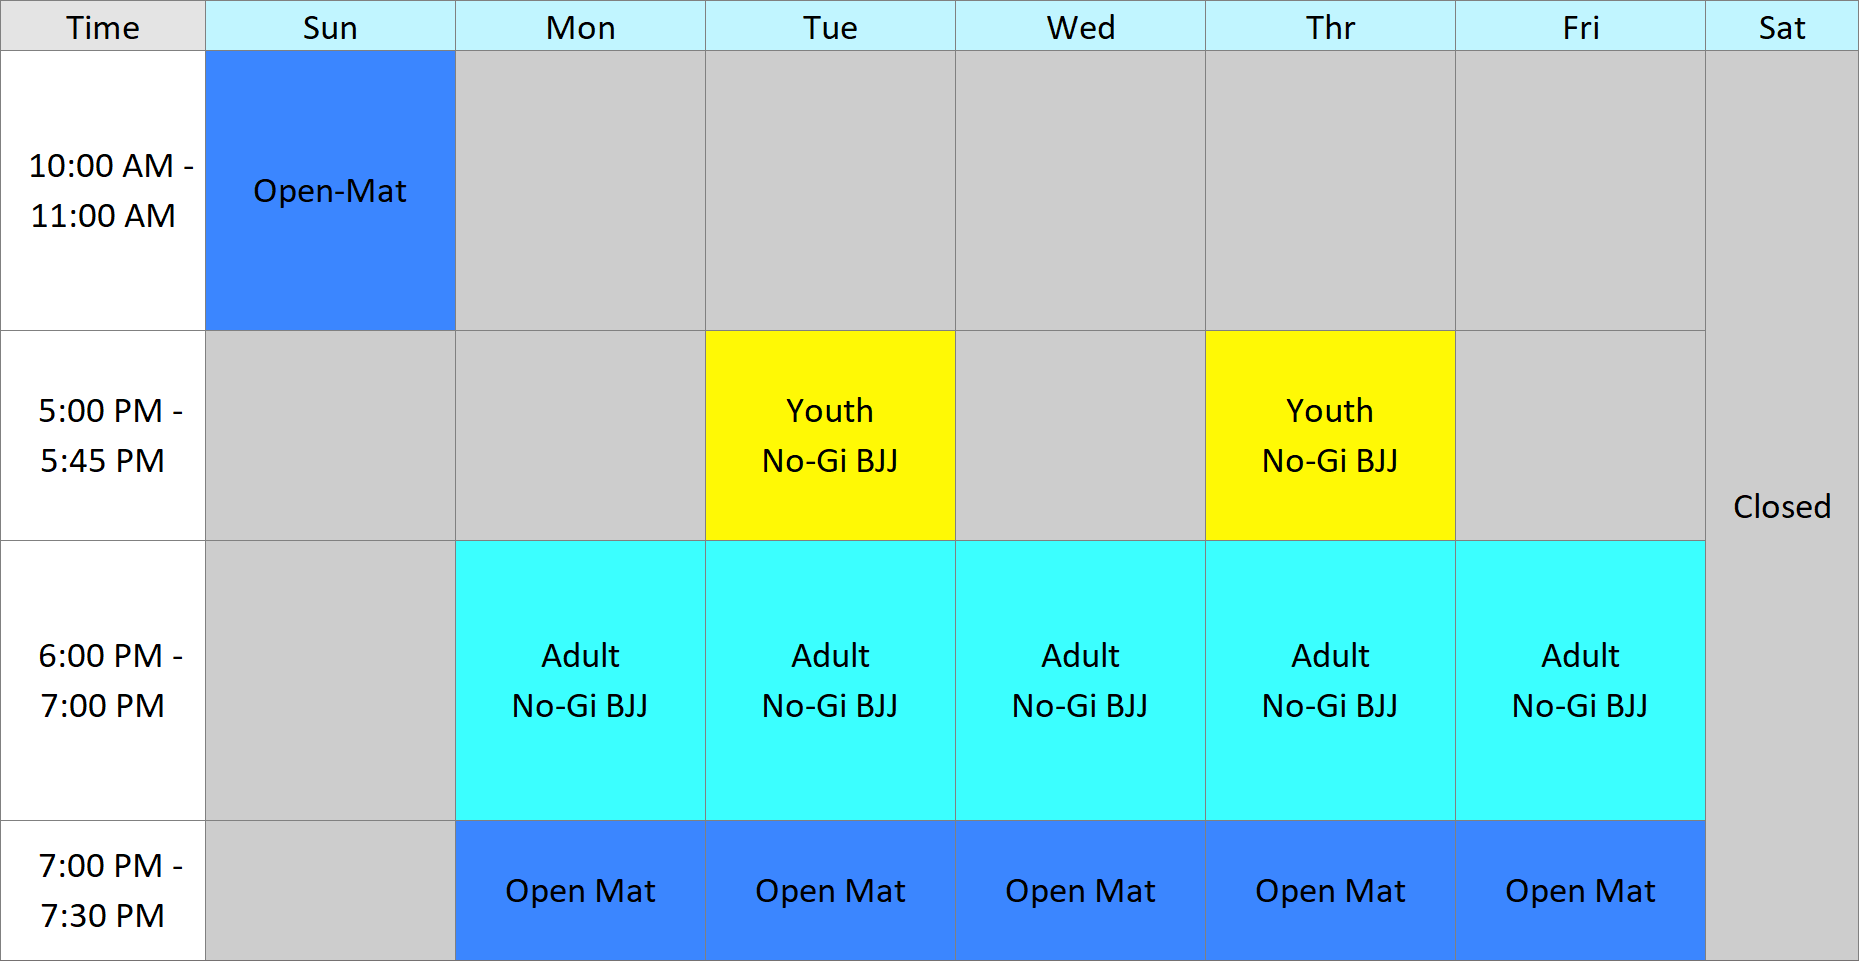 Time Sun Mon Tue Wed Thr Fri Sat
10:00 AM -
11:00 AM
Open-Mat
5:00 PM -
5:45 PM
Youth
No-Gi BJJ
Youth
No-Gi BJJ
Closed
6:00 PM -
7:00 PM
Adult
No-Gi BJJ
Adult
No-Gi BJJ
Adult
No-Gi BJJ
Adult
No-Gi BJJ
Adult
No-Gi BJJ
7:00 PM -
7:30 PM
Open Mat
Open Mat
Open Mat
Open Mat
Open Mat